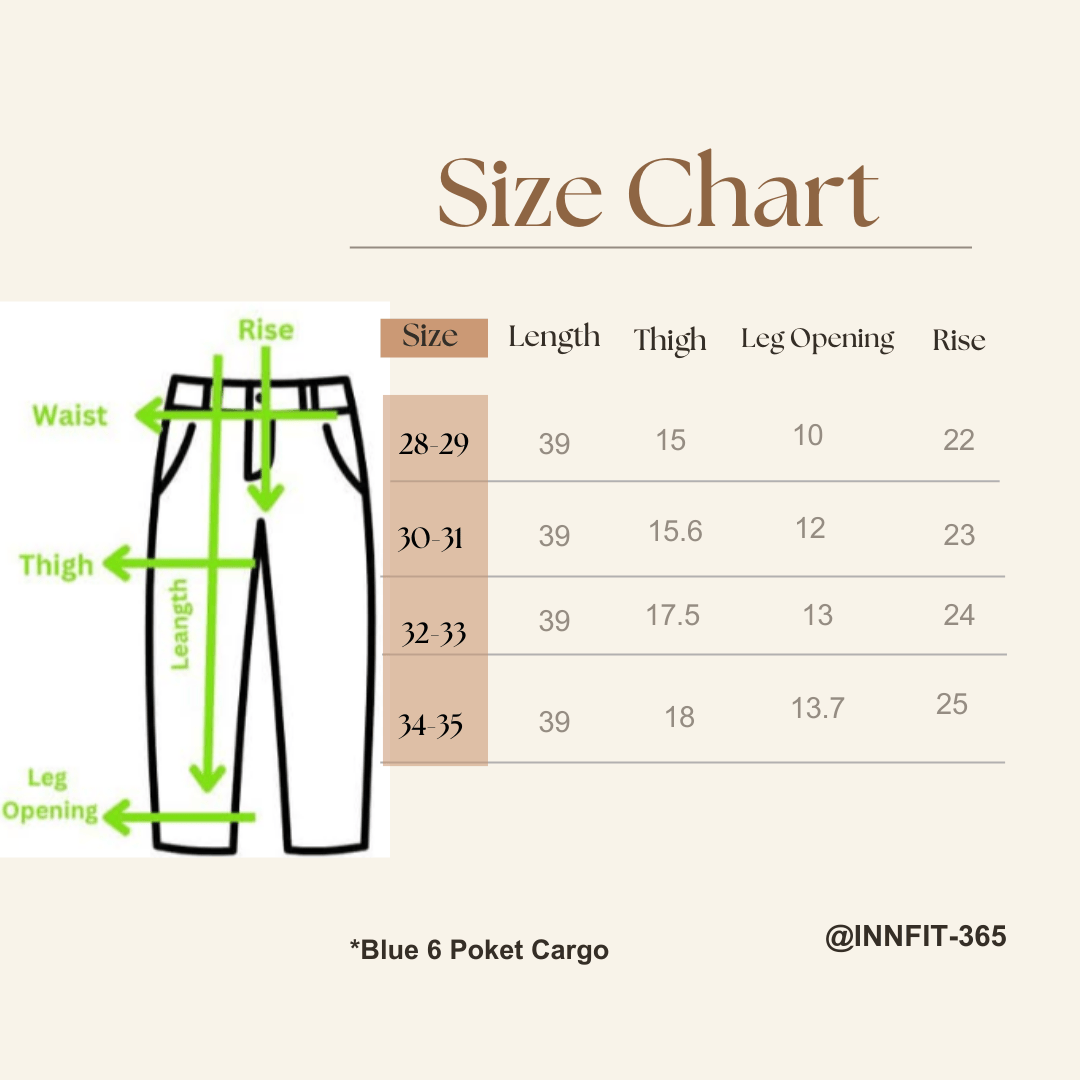 Size Chart
Rise
Waist
Thigh
Leangth
Leg
Opening
Size Length Thigh Leg Opening Rise
28-29 39 15 10 22
30-31 39 15.6 12 23
32-33 39 17.5 13 24
34-35 39 18 13.7 25
*Blue 6 Poket Cargo
@INNFIT-365